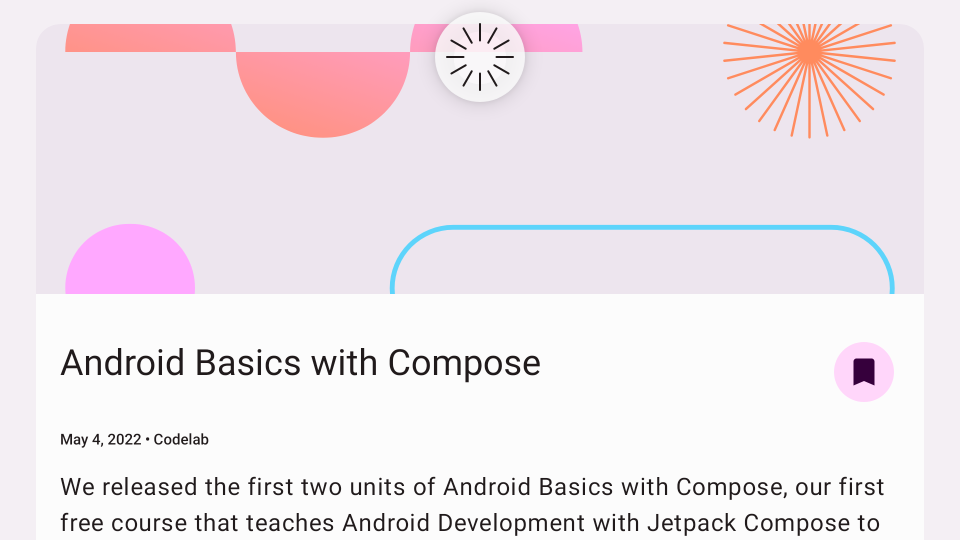 Android Basics with Compose
May 4, 2022 • Codelab
We released the first two units of Android Basics with Compose, our first
free course that teaches Android Development with Jetpack Compose to